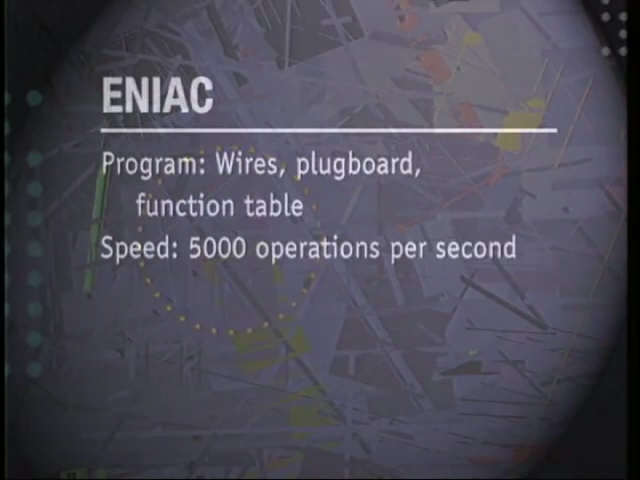 ENIAC
Program: Wires, plugboard,
function table
Speed: 5000 operations per second